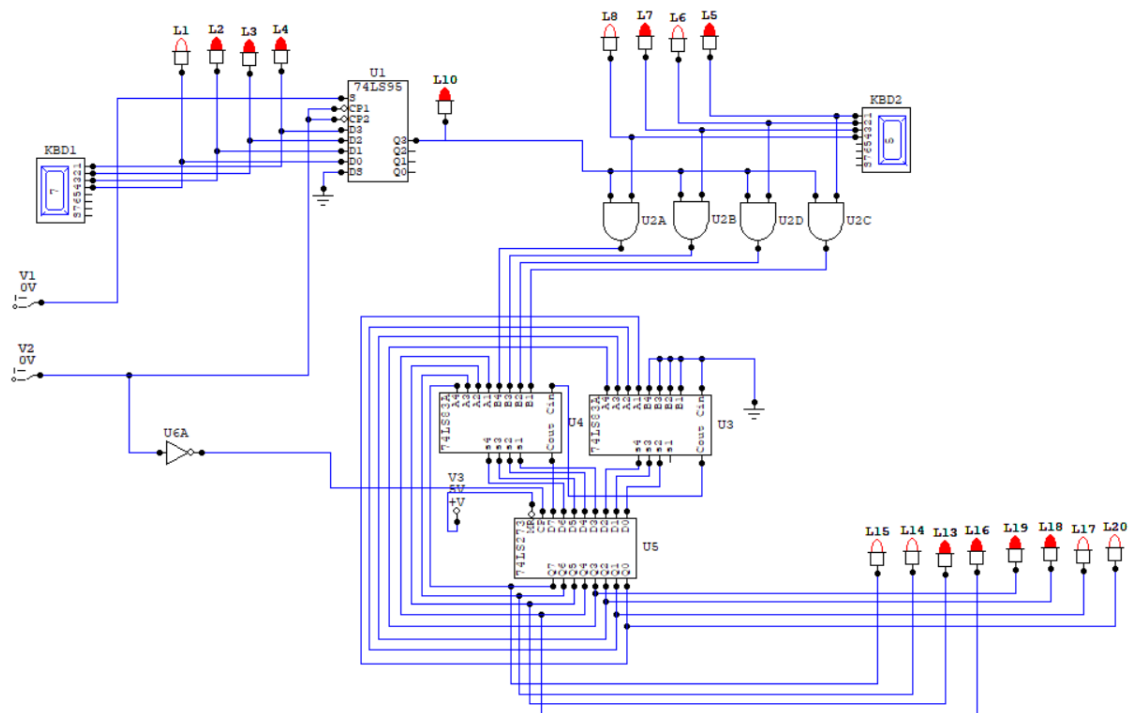 L1
L2
L3
L4
U1
74LS95
S
CP1
CP2
D3
D2
D1
D0
DS
Q3
Q2
Q1
Q0
L10
L8
L7
L6
L5
KBD2
S7654321
KBD1
7
S7654321
U2A
U2B
U2D
U2C
V1
0V
V2
0V
U6A
74LS83A
A4
A3
A2
A1
B4
B3
B2
B1
Cin
s4
s3
s2
s1
Cout
U4
74LS83A
A4
A3
A2
A1
B4
B3
B2
B1
Cin
s4
s3
s2
s1
Cout
U3
V3
5V
+V
74LS273
MR
CP
D7
D6
D5
D4
D3
D2
D1
D0
Q7
Q6
Q5
Q4
Q3
Q2
Q1
Q0
U5
L15
L14
L13
L16
L19
L18
L17
L20